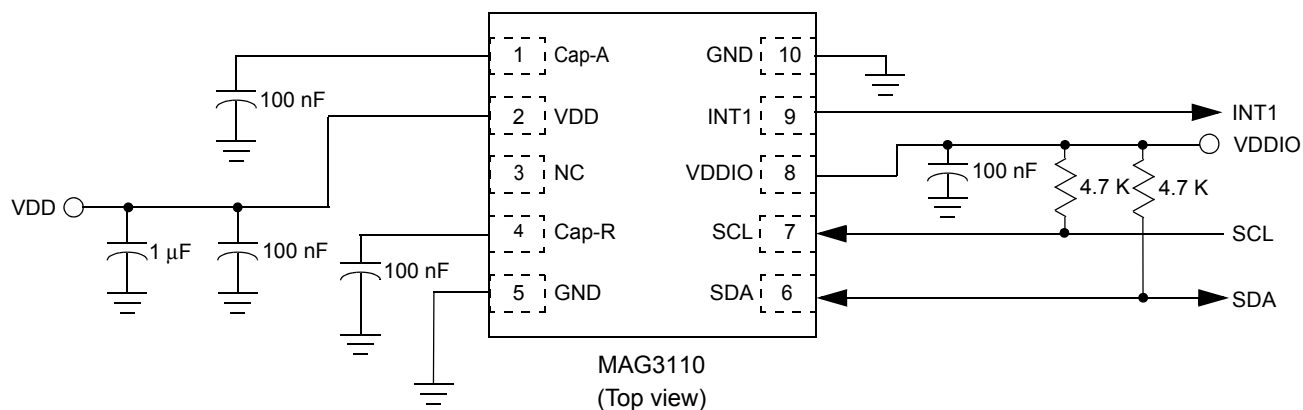 1 Cap-A
GND 10
100 nF
2 VDD
INT1 9
INT1
VDDIO
3 NC
VDDIO 8
100 nF
4.7 K
4.7 K
VDD
1 μF
100 nF
4 Cap-R
SCL 7
SCL
100 nF
5 GND
SDA 6
SDA
MAG3110
(Top view)